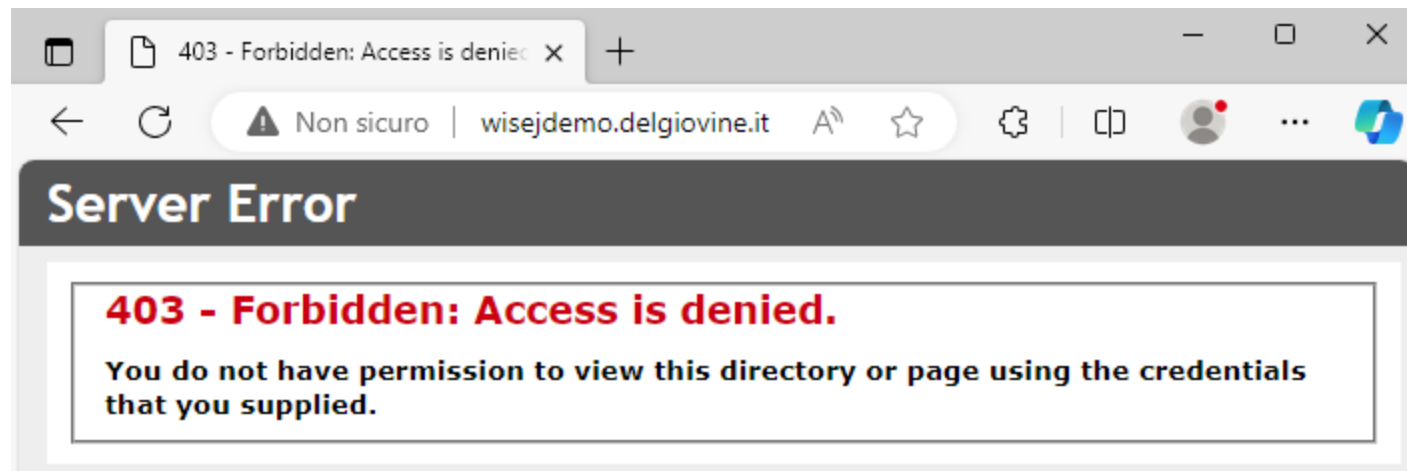 403 - Forbidden: Access is denied
Non sicuro | wisejdemo.delgiovine.it A
Server Error
403 - Forbidden: Access is denied.
You do not have permission to view this directory or page using the credentials
that you supplied.